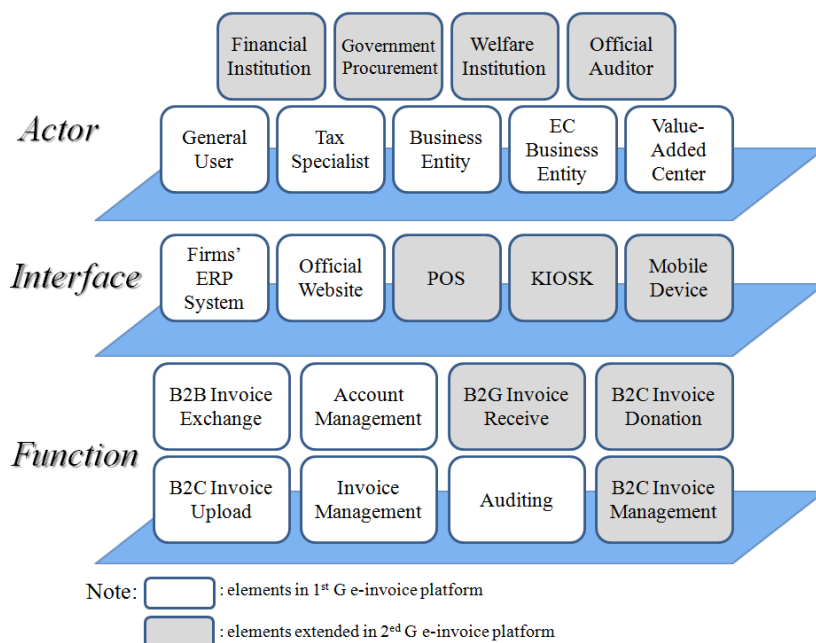 Financial
Institution
Government
Procurement
Welfare
Institution
Official
Auditor
Actor
General
User
Tax
Specialist
Business
Entity
EC
Business
Entity
Value-
Added
Center
Interface
Firms'
ERP
System
Official
Website
POS
KIOSK
Mobile
Device
Function
B2B Invoice
Exchange
Account
Management
B2G Invoice
Receive
B2C Invoice
Donation
B2C Invoice
Upload
Invoice
Management
Auditing
B2C Invoice
Management
Note: : elements in 1st G e-invoice platform
: elements extended in 2ed G e-invoice platform